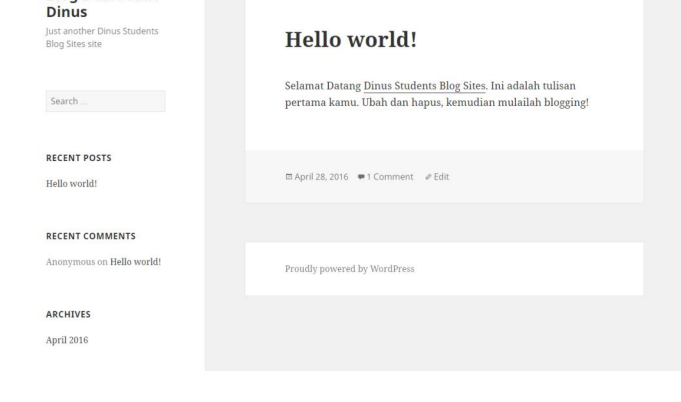 Dinus
Just another Dinus Students
Blog Sites site
Search …
RECENT POSTS
Hello world!
RECENT COMMENTS
Anonymous on Hello world!
ARCHIVES
April 2016
Hello world!
Selamat Datang Dinus Students Blog Sites. Ini adalah tulisan
pertama kamu. Ubah dan hapus, kemudian mulailah blogging!
April 28, 2016 1 Comment Edit
Proudly powered by WordPress